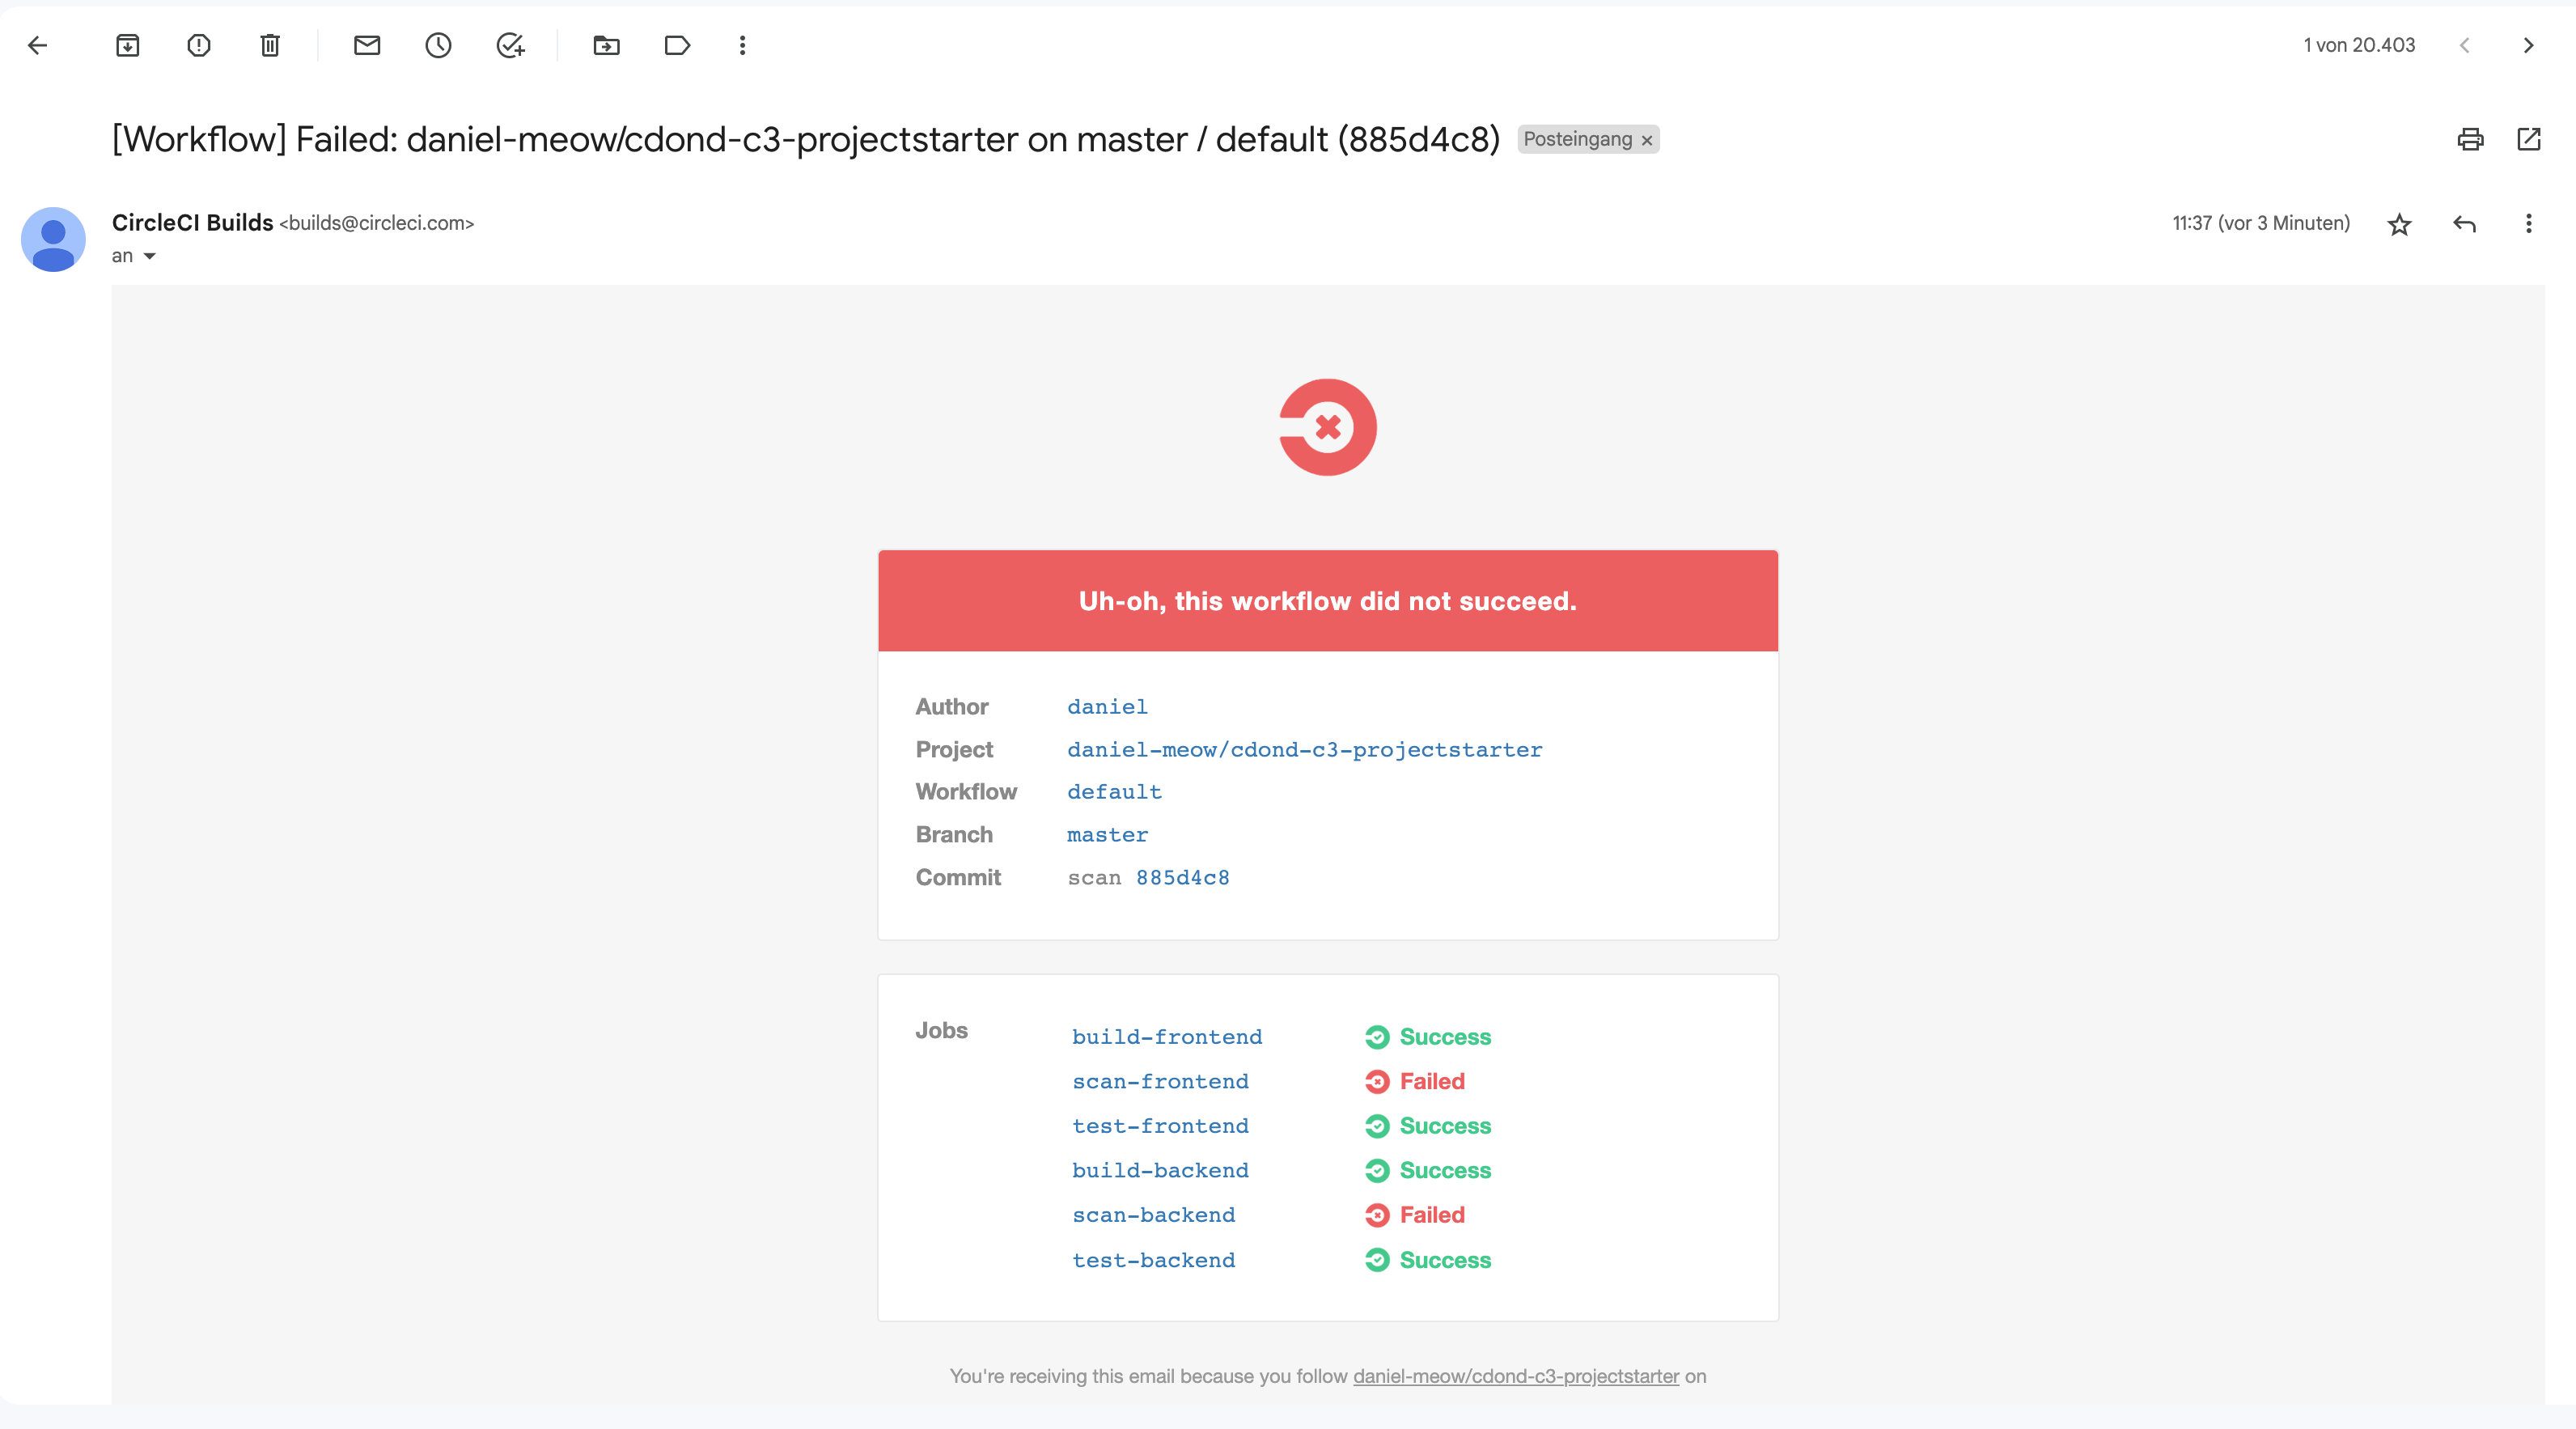 1 von 20.403
[Workflow] Failed: daniel-meow/cdond-c3-projectstarter on master / default (885d4c8) Posteingang ×
CircleCI Builds <builds@circleci.com> 11:37 (vor 3 Minuten)
an
Uh-oh, this workflow did not succeed.
Author daniel
Project daniel-meow/cdond-c3-projectstarter
Workflow default
Branch master
Commit scan 885d4c8
Jobs
build-frontend Success
scan-frontend Failed
test-frontend Success
build-backend Success
scan-backend Failed
test-backend Success
You're receiving this email because you follow daniel-meow/cdond-c3-projectstarter on